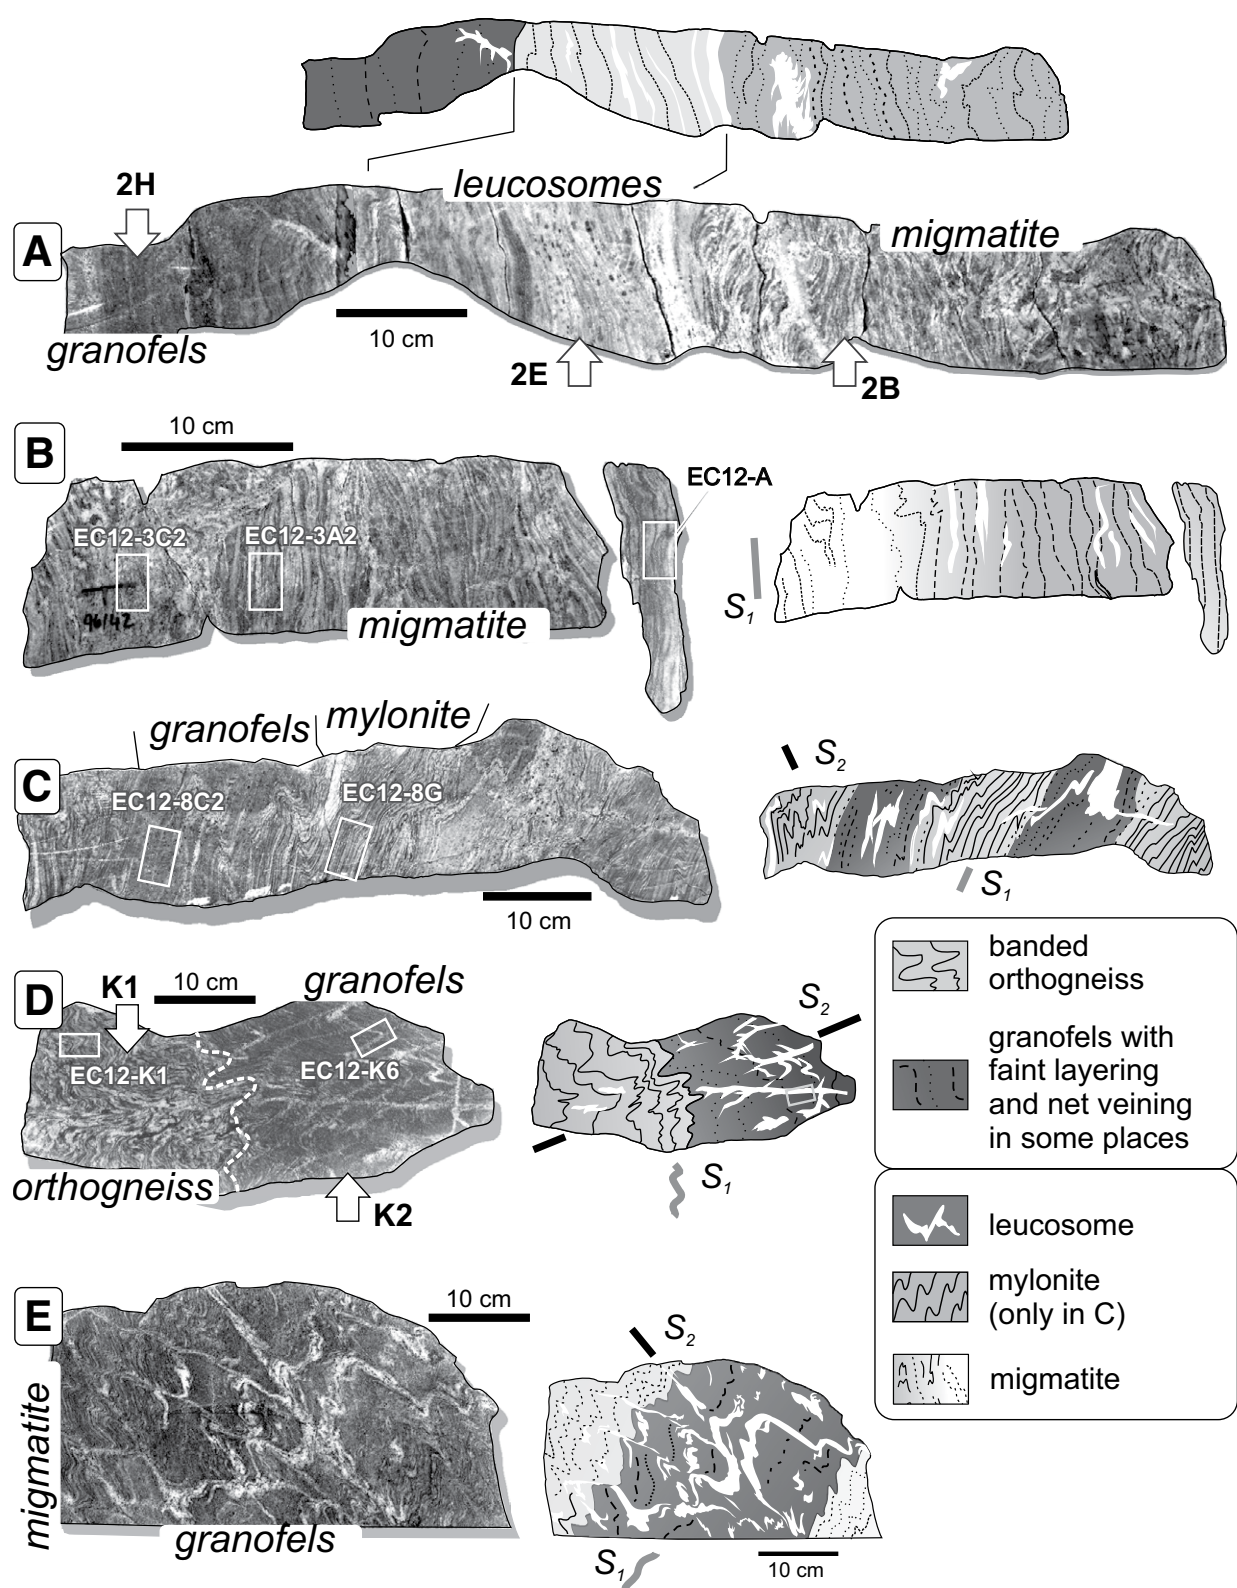 leucosomes
2H
A
migmatite
10 cm
granofels
2E
2B
B
10 cm
EC12-A
EC12-3C2
EC12-3A2
96/42
migmatite
S1
granofels
mylonite
S2
C
EC12-8C2
EC12-8G
10 cm
S1
banded
orthogneiss
granofels with
faint layering
and net veining
in some places
leucosome
mylonite
(only in C)
migmatite
D
K1
10 cm
granofels
S2
EC12-K1
EC12-K6
orthogneiss
K2
S1
E
10 cm
S2
migmatite
granofels
S1
10 cm